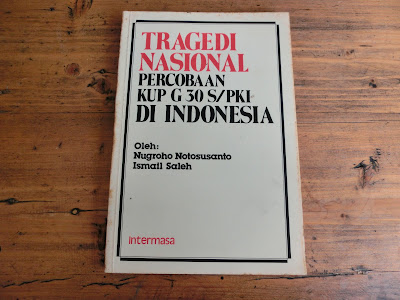 TRAGEDI
NASIONAL
PERCOBAAN
KUP G 30 S/PKI
DI INDONESIA
Oleh:
Nugroho Notosusanto
Ismail Saleh
intermasa